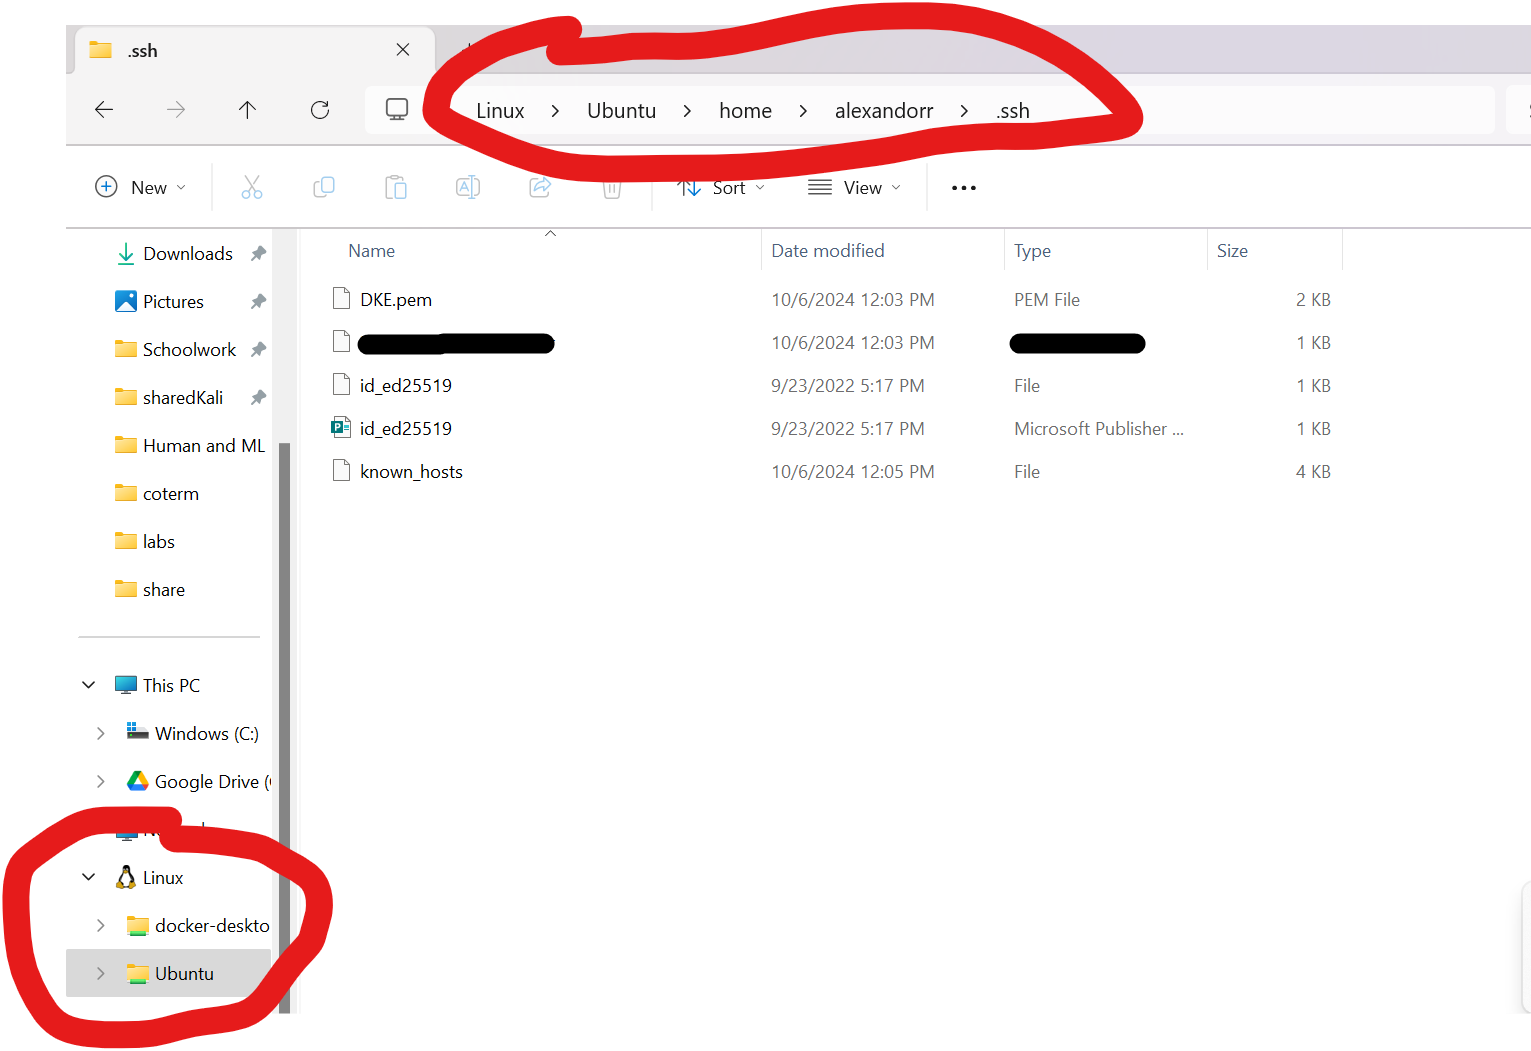 .ssh
Linux > Ubuntu > home > alexandorr > .ssh
New Sort View
Name Date modified Type Size
DKE.pem 10/6/2024 12:03 PM PEM File 2 KB
10/6/2024 12:03 PM 1 KB
id_ed25519 9/23/2022 5:17 PM File 1 KB
id_ed25519 9/23/2022 5:17 PM Microsoft Publisher ... 1 KB
known_hosts 10/6/2024 12:05 PM File 4 KB
Downloads
Pictures
Schoolwork
sharedKali
Human and ML
coterm
labs
share
This PC
Windows (C:)
Google Drive (
Linux
docker-deskto
Ubuntu